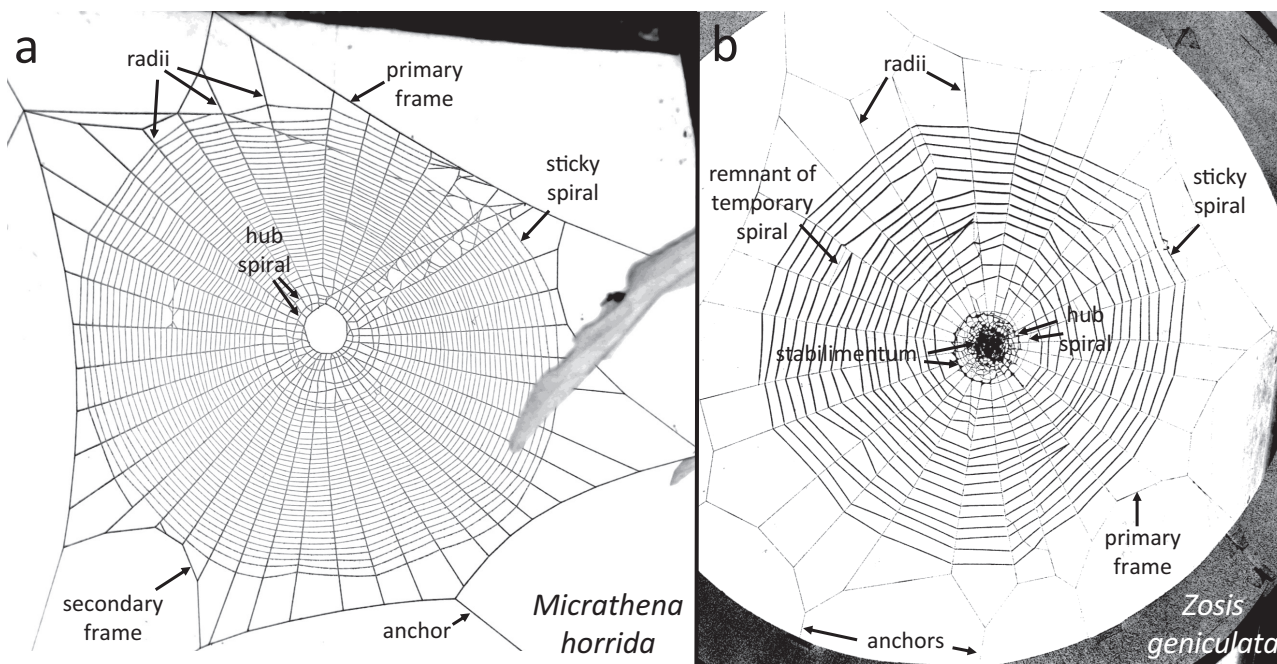 a
radii
primary
frame
sticky
spiral
hub
spiral
secondary
frame
anchor
Micrathena
horrida
b
radii
remnant of
temporary
spiral
sticky
spiral
hub
spiral
stabilimentum
primary
frame
anchors
Zosis
geniculata